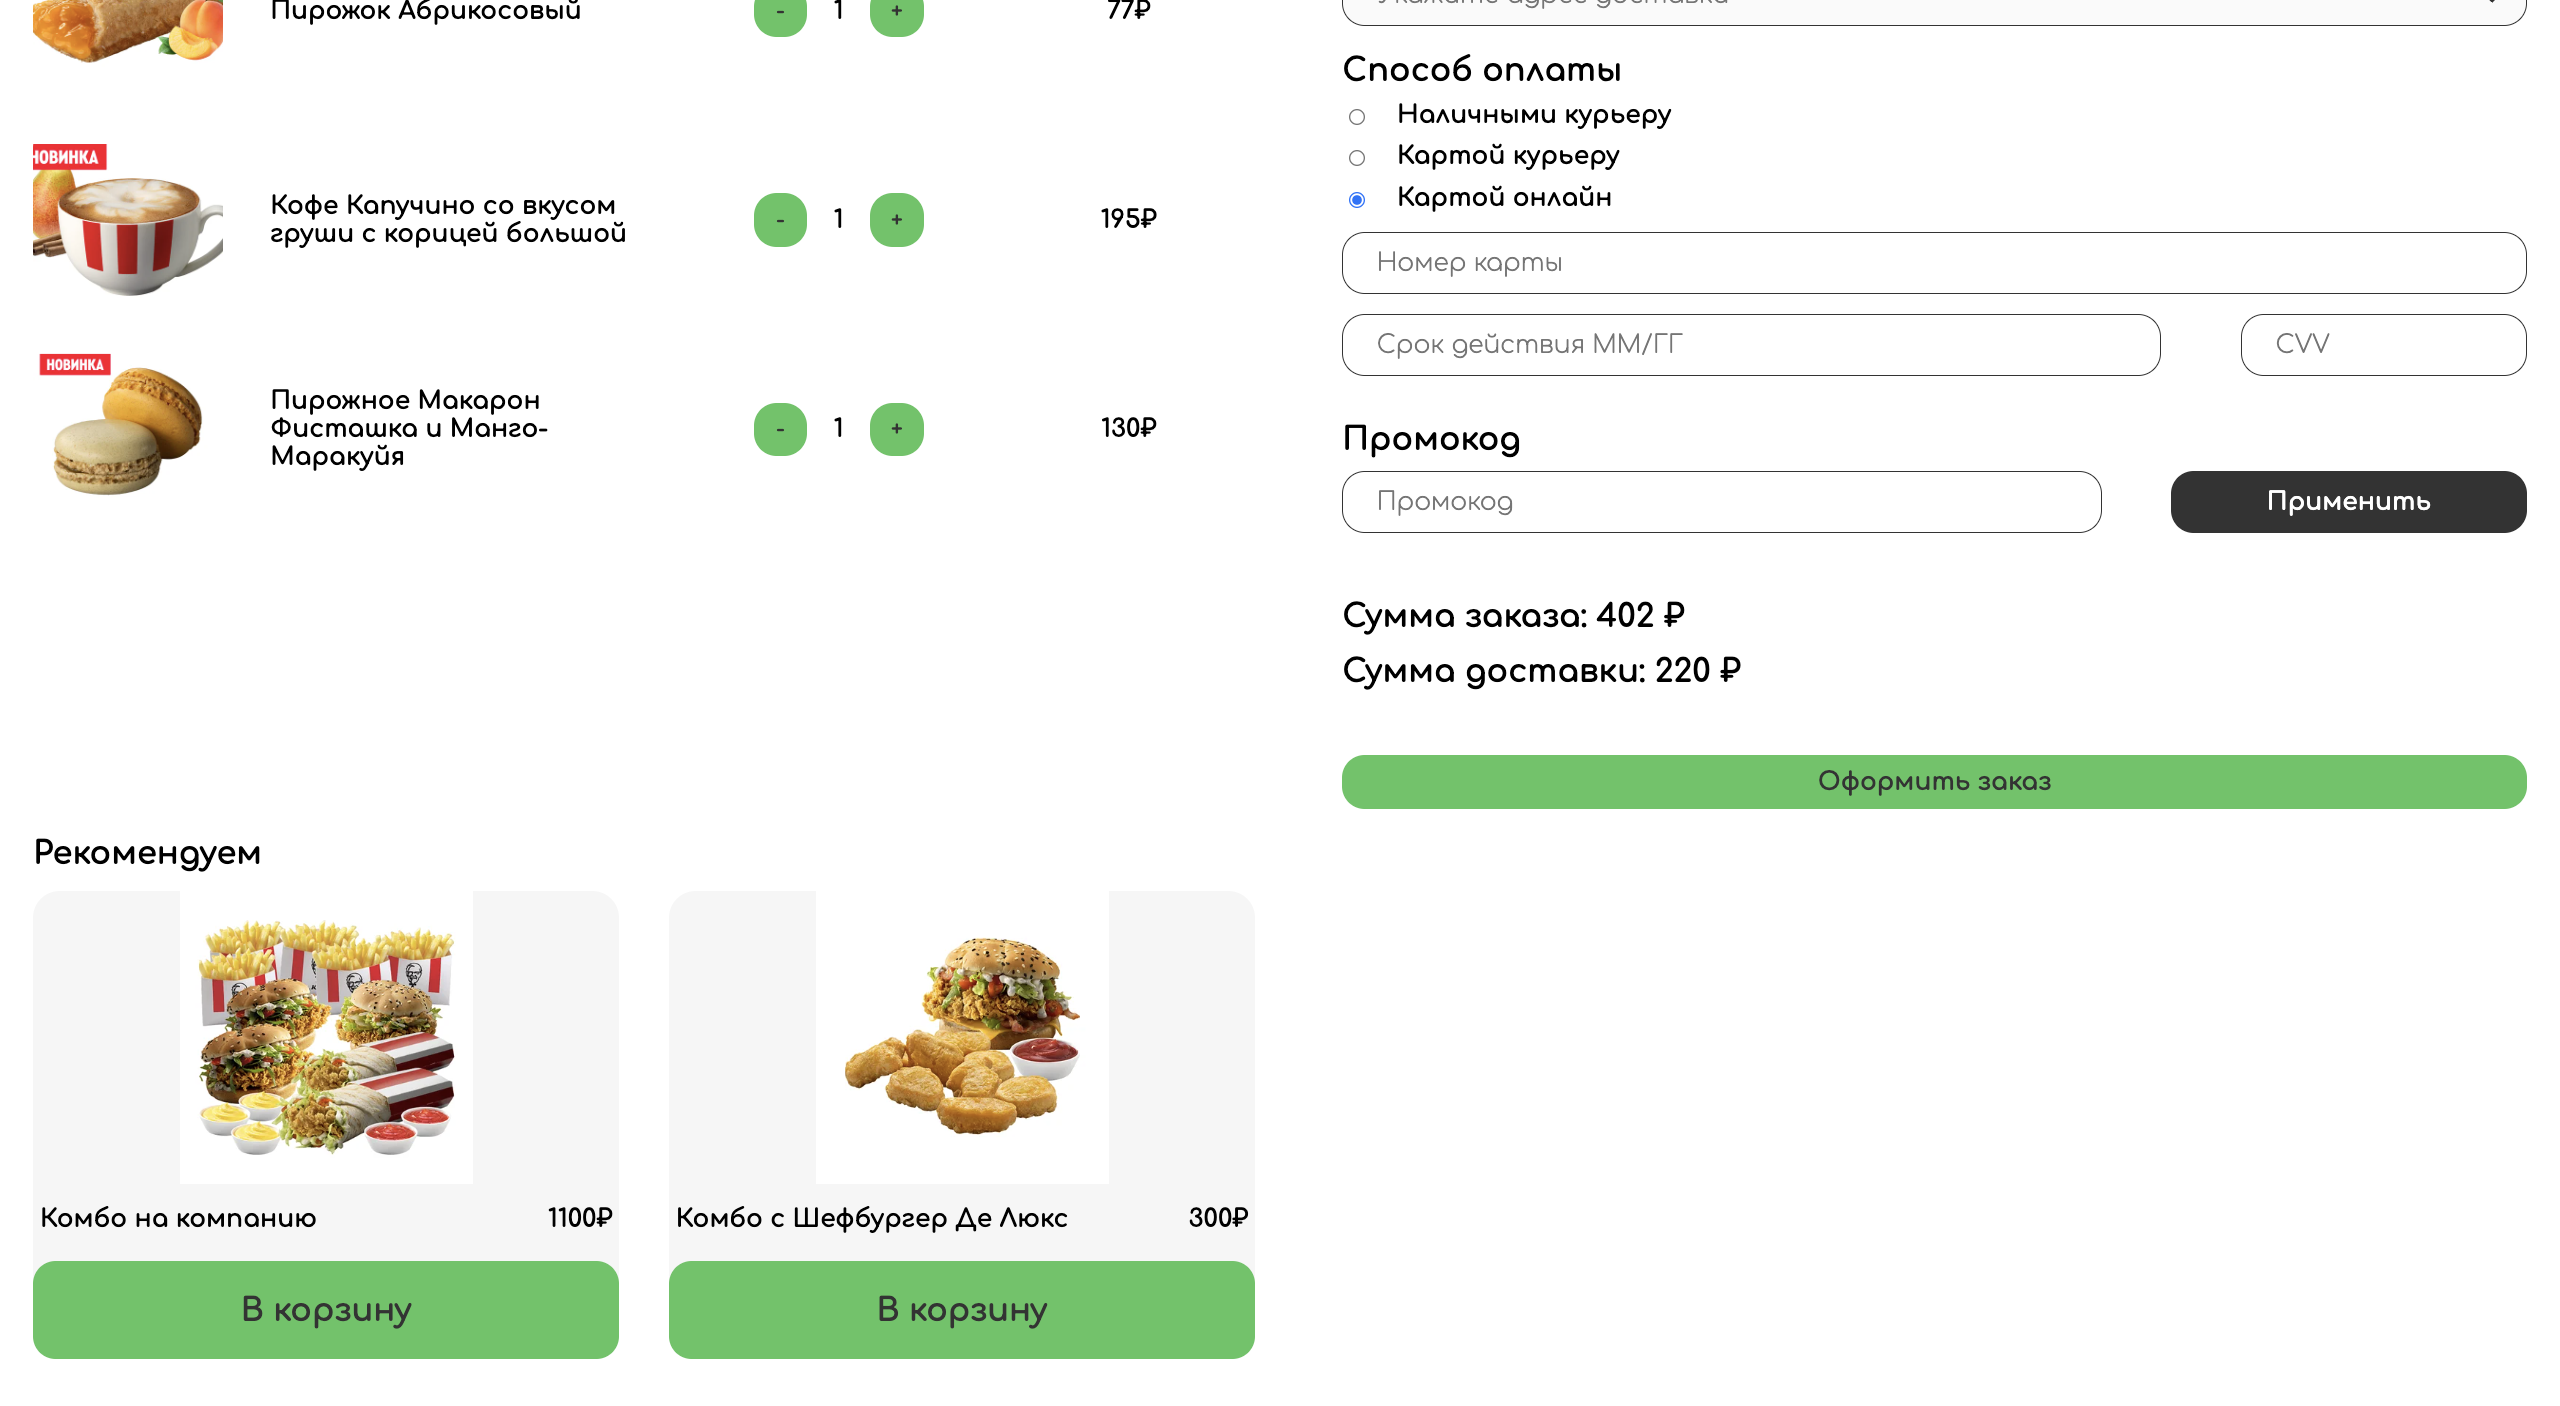 Пирожок Абрикосовый
-
1
+
77₽
НОВИНКА
Кофе Капучино со вкусом
груши с корицей большой
-
1
+
195₽
НОВИНКА
Пирожное Макарон
Фисташка и Манго-
Маракуйя
-
1
+
130₽
Укажите адрес доставки
Способ оплаты
Наличными курьеру
Картой курьеру
Картой онлайн
Номер карты
Срок действия ММ/ГГ
CVV
Промокод
Промокод
Применить
Сумма заказа: 402 ₽
Сумма доставки: 220 ₽
Оформить заказ
Рекомендуем
Комбо на компанию
1100₽
В корзину
Комбо с Шефбургер Де Люкс
300₽
В корзину